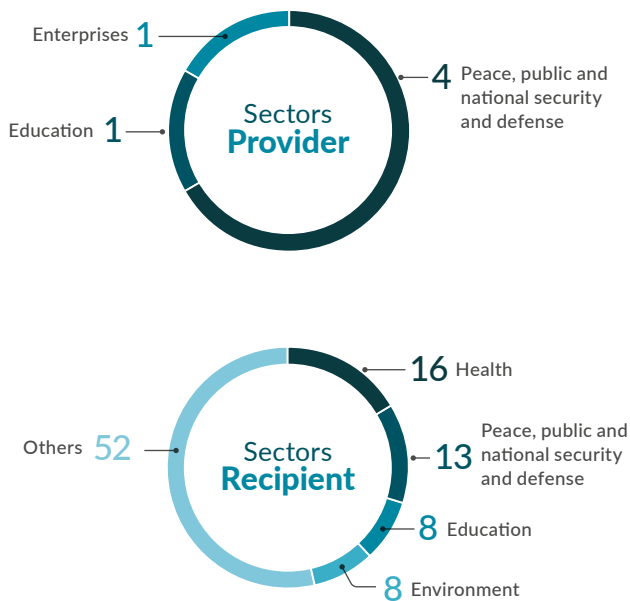 Enterprises 1
4 Peace, public and
national security
and defense
Education 1
Sectors
Provider
16 Health
Others 52
13 Peace, public and
national security
and defense
Sectors
Recipient
8 Education
8 Environment